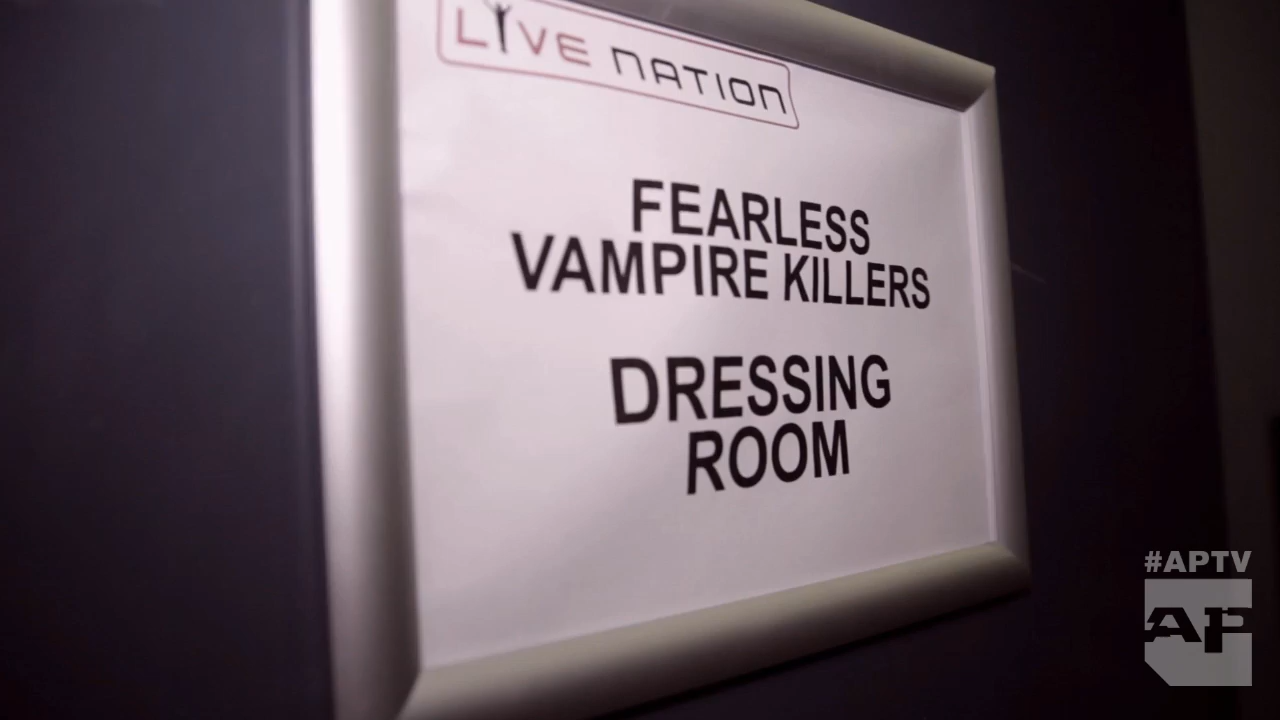 LIVE NATION
FEARLESS
VAMPIRE KILLERS
DRESSING
ROOM
#APTV
AP